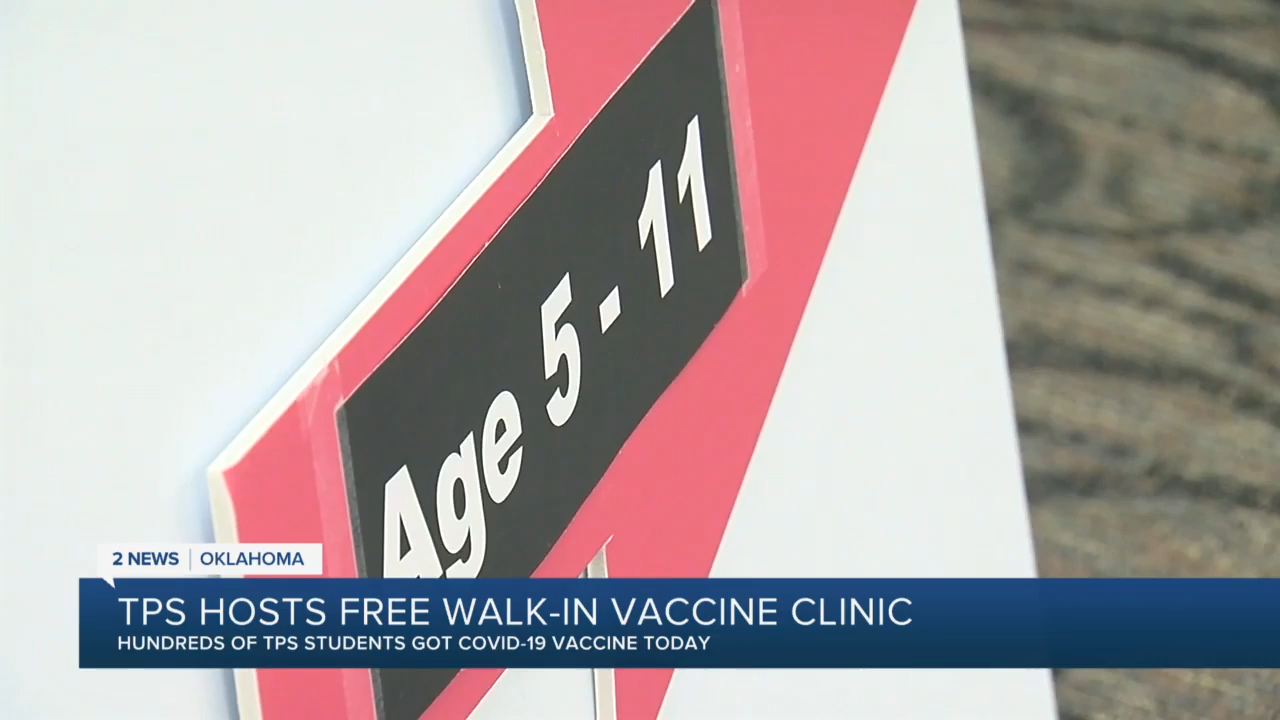 Age 5 - 11
2 NEWS | OKLAHOMA
TPS HOSTS FREE WALK-IN VACCINE CLINIC
HUNDREDS OF TPS STUDENTS GOT COVID-19 VACCINE TODAY